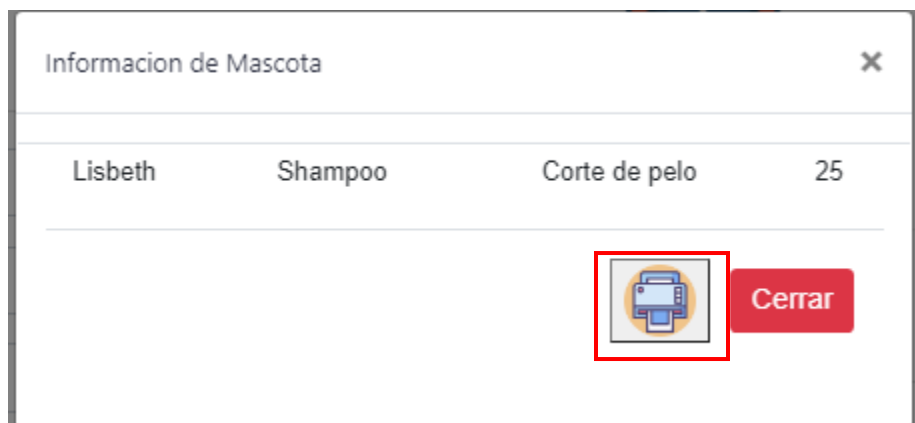 Informacion de Mascota ×
Lisbeth Shampoo Corte de pelo 25
Cerrar